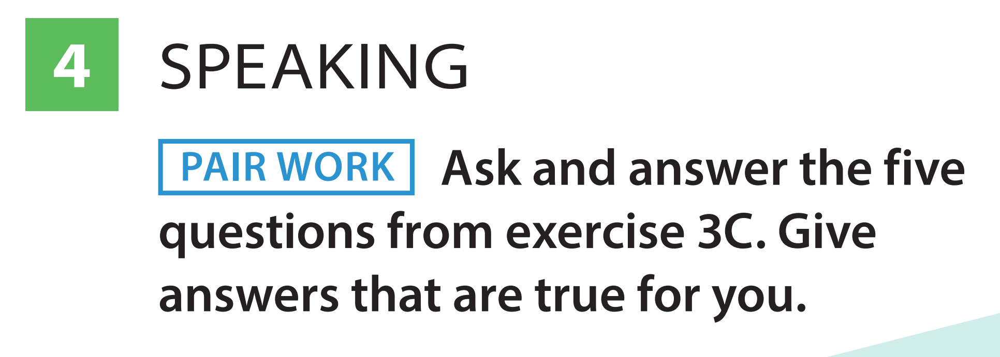 4 SPEAKING
PAIR WORK Ask and answer the five
questions from exercise 3C. Give
answers that are true for you.